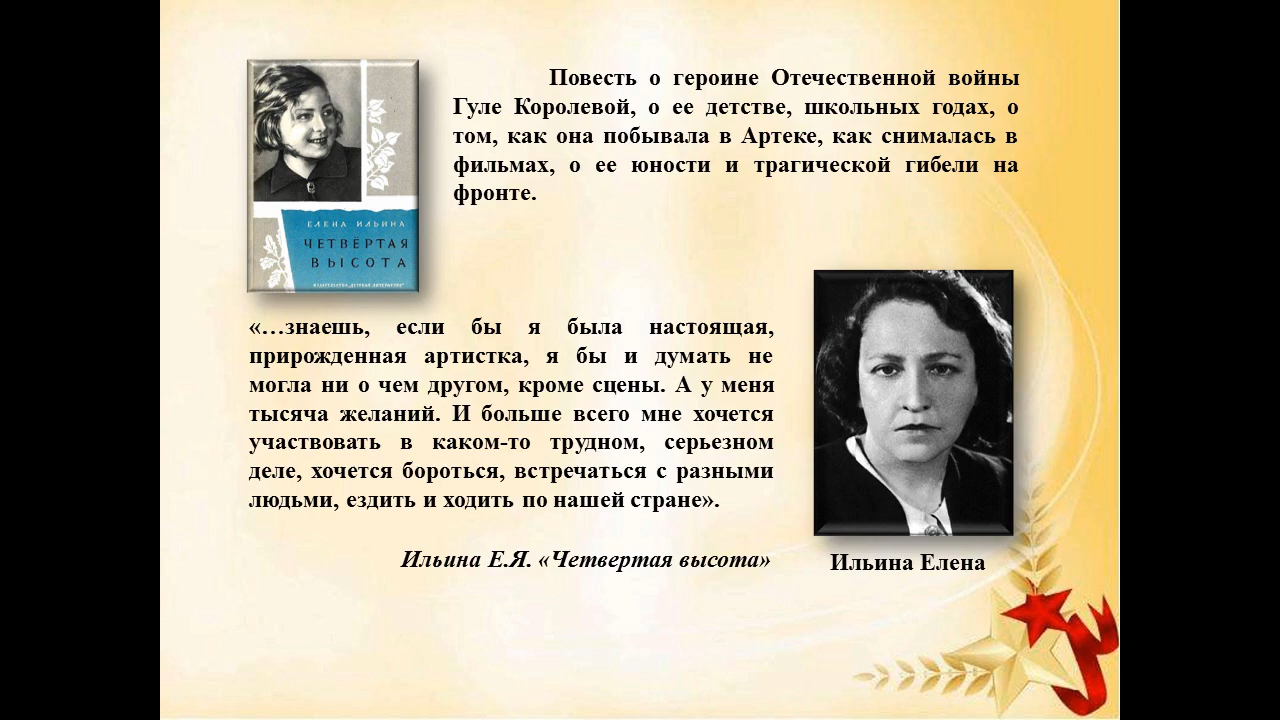 Повесть о героине Отечественной войны
Гуле Королевой, о ее детстве, школьных годах, о
том, как она побывала в Артеке, как снималась в
фильмах, о ее юности и трагической гибели на
фронте.
ЕЛЕНА ИЛЬИНА
ЧЕТВЁРТАЯ
ВЫСОТА
ИЗДАТЕЛЬСТВО „ДЕТСКАЯ ЛИТЕРАТУРА“
«…знаешь, если бы я была настоящая,
прирожденная артистка, я бы и думать не
могла ни о чем другом, кроме сцены. А у меня
тысяча желаний. И больше всего мне хочется
участвовать в каком-то трудном, серьезном
деле, хочется бороться, встречаться с разными
людьми, ездить и ходить по нашей стране».
Ильина Е.Я. «Четвертая высота»
Ильина Елена